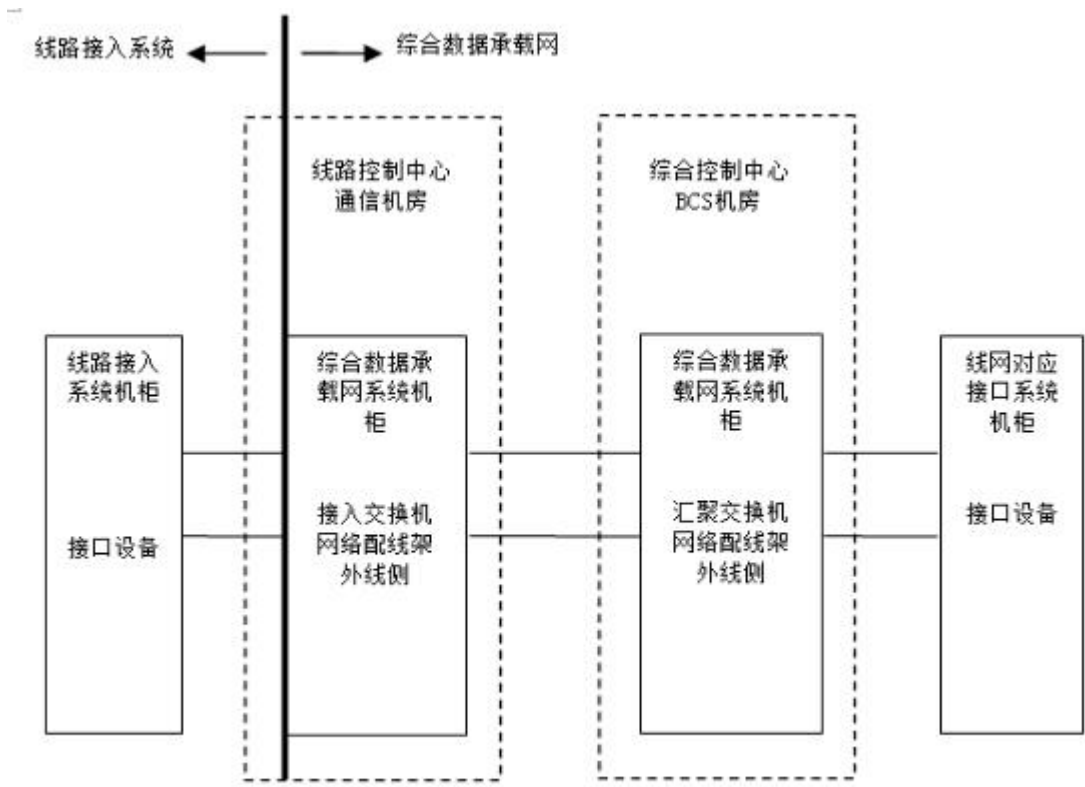 线路接入系统
综合数据承载网
线路控制中心
通信机房
综合控制中心
BCS机房
线路接入
系统机柜
接口设备
综合数据承
载网系统机
柜
接入交换机
网络配线架
外线侧
综合数据承
载网系统机
柜
汇聚交换机
网络配线架
外线侧
线网对应
接口系统
机柜
接口设备